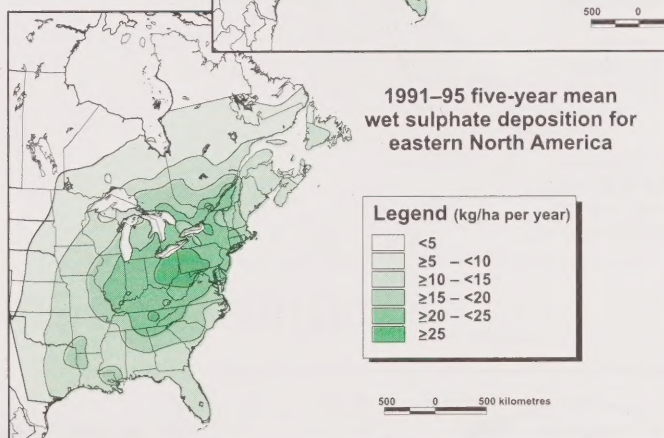 500 0
1991–95 five-year mean
wet sulphate deposition for
eastern North America
Legend (kg/ha per year)
<5
≥5 – <10
≥10 – <15
≥15 – <20
≥20 – <25
≥25
500 0 500 kilometres